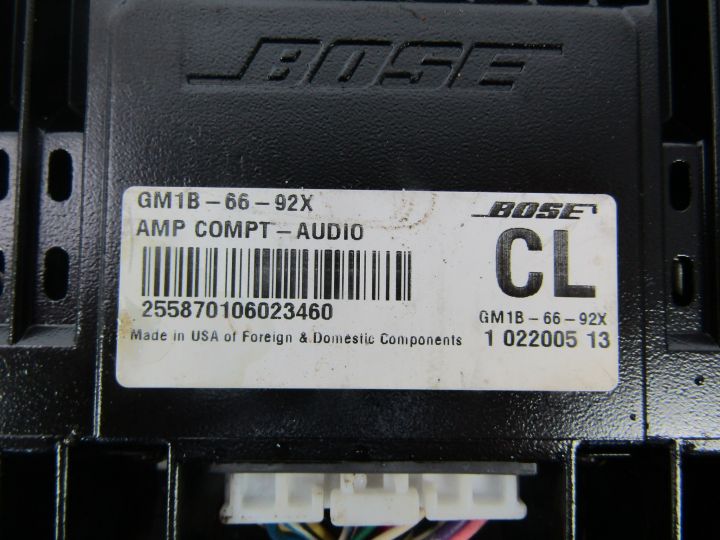 BOSE
GM1B-66-92X
AMP COMPT-AUDIO
255870106023460
Made in USA of Foreign & Domestic Components
BOSE
CL
GM1B-66-92X
1 022005 13